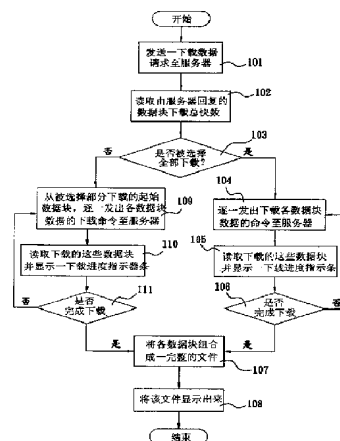 开始
发送一下载数据
请求至服务器
101
读取由服务器回复的
数据块下载总快数
102
是否被选择
全部下载?
103
否
是
从被选择部分下载的起始
数据块,逐一发出各数据块
数据的下载命令至服务器
109
104
逐一发出下载各数据块
数据的命令至服务器
读取下载的这些数据块
并显示一下载进度指示器条
110
105
读取下载的这些数据块
并显示一下载进度指示条
否
是否
完成下载
111
106
是否
完成下载
否
是
是
将各数据块组合
成一完整的文件
107
将该文件显示出来
108
结束